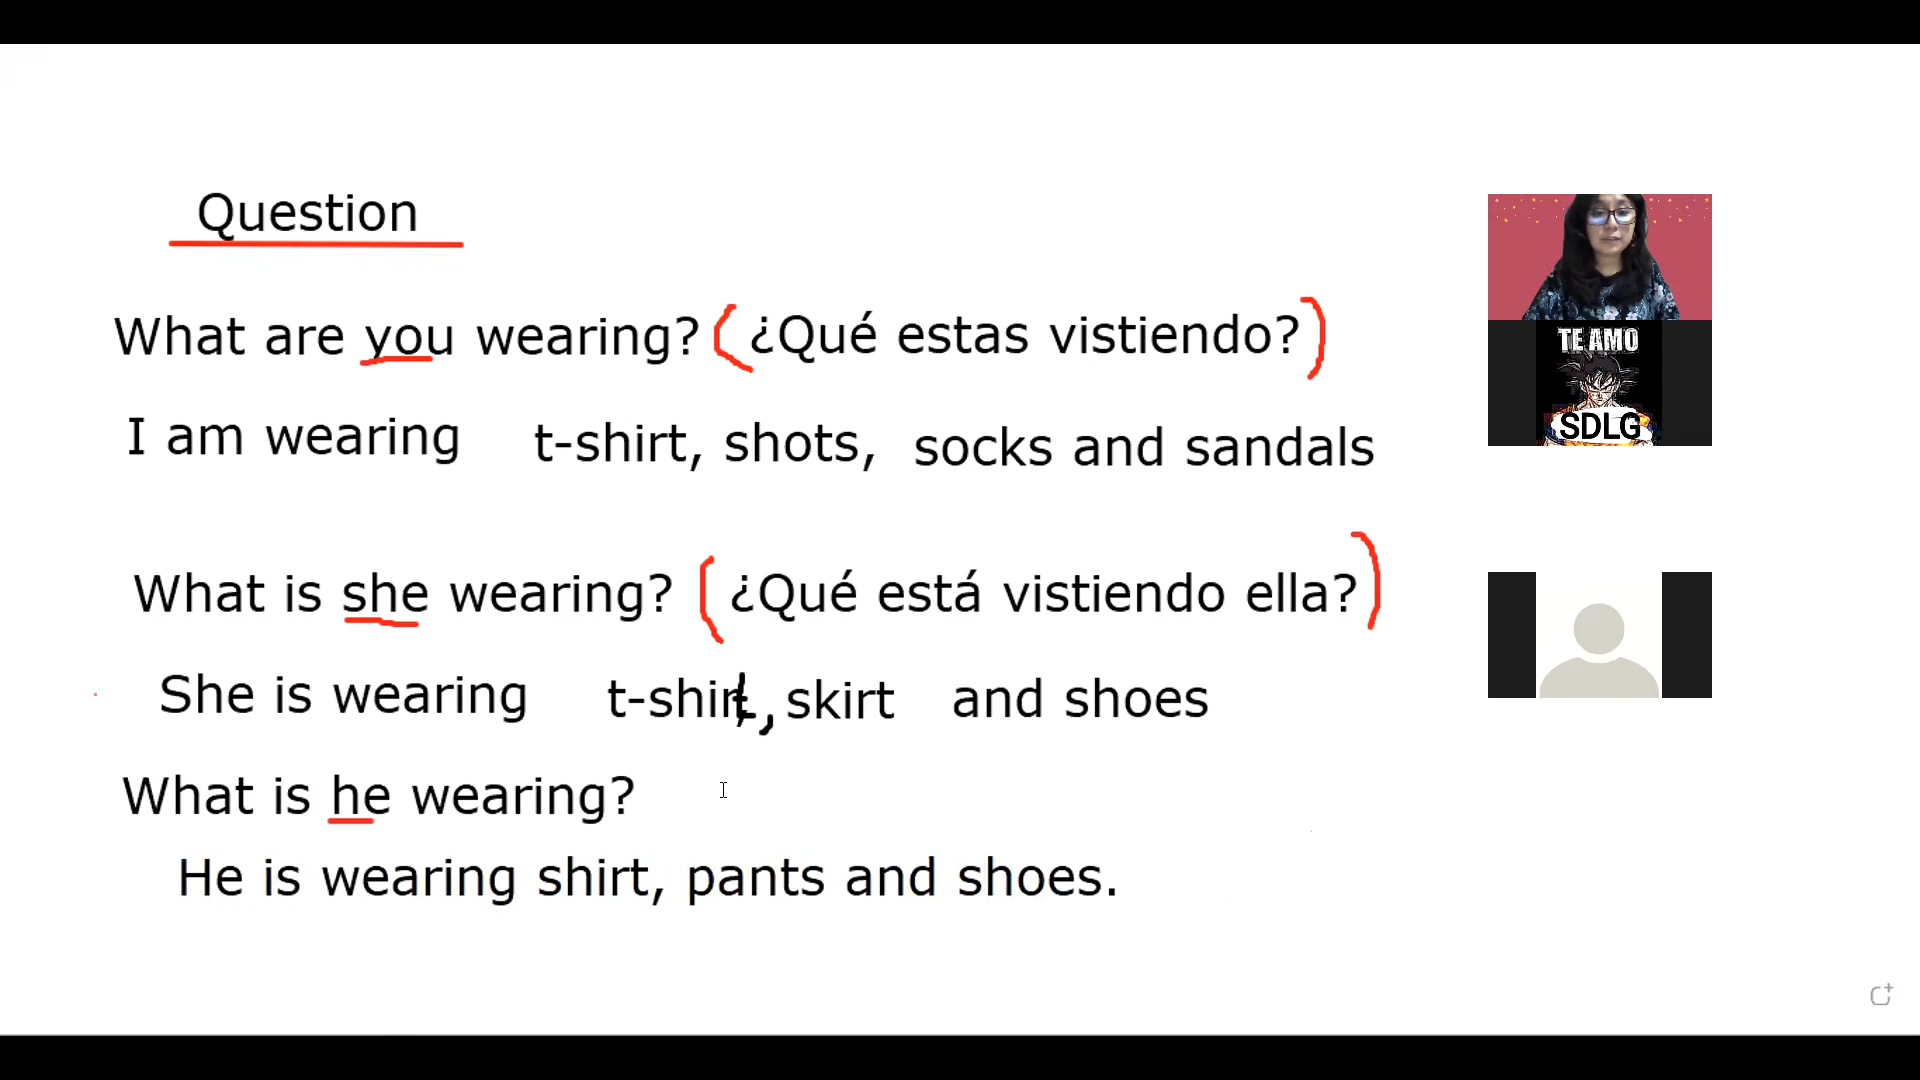 Question
What are you wearing? (¿Qué estas vistiendo?)
I am wearing t-shirt, shots, socks and sandals
What is she wearing? (¿Qué está vistiendo ella?)
She is wearing t-shirt, skirt and shoes
What is he wearing?
He is wearing shirt, pants and shoes.
TE AMO
SDLG